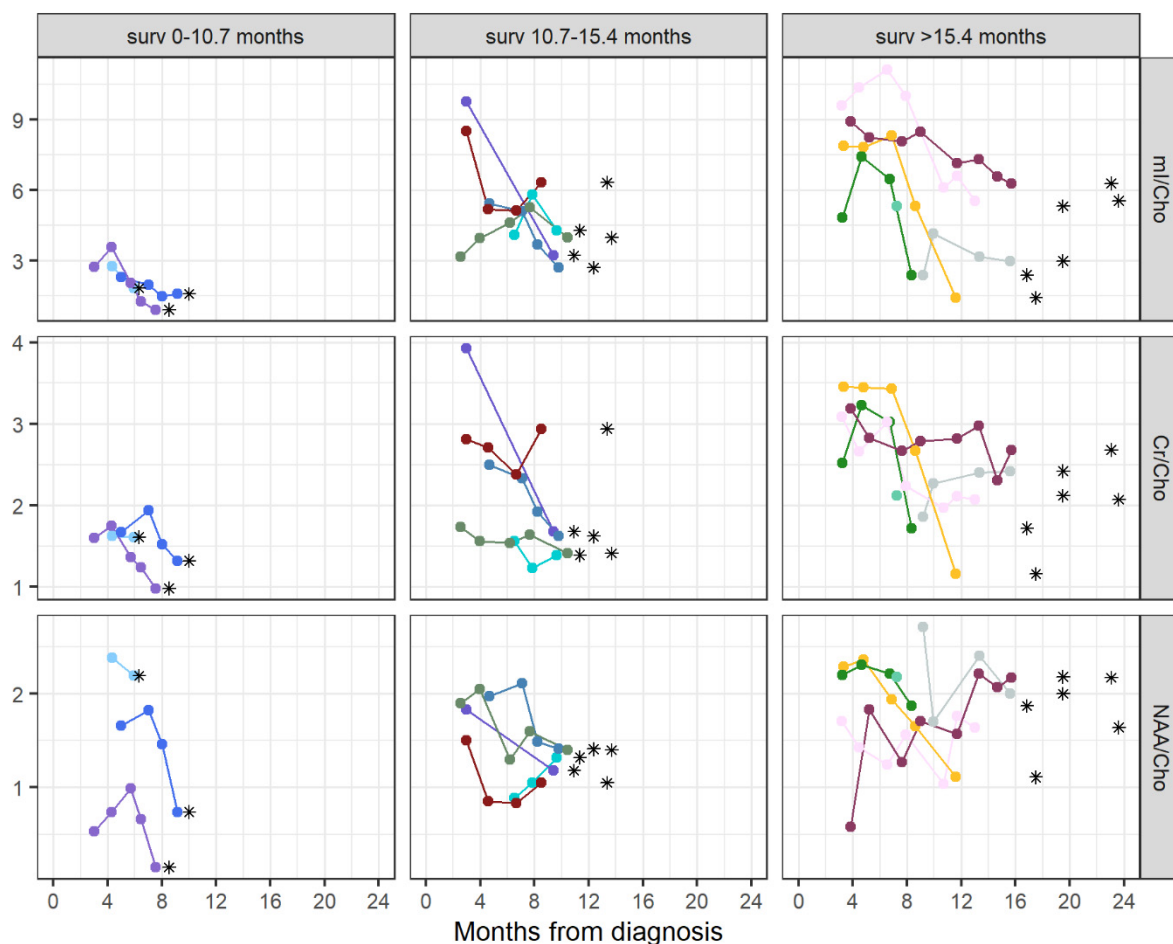 surv 0-10.7 months
surv 10.7-15.4 months
surv >15.4 months
9
6
3
mI/Cho
4
3
2
1
Cr/Cho
2
1
NAA/Cho
0 4 8 12 16 20 24
0 4 8 12 16 20 24
0 4 8 12 16 20 24
Months from diagnosis